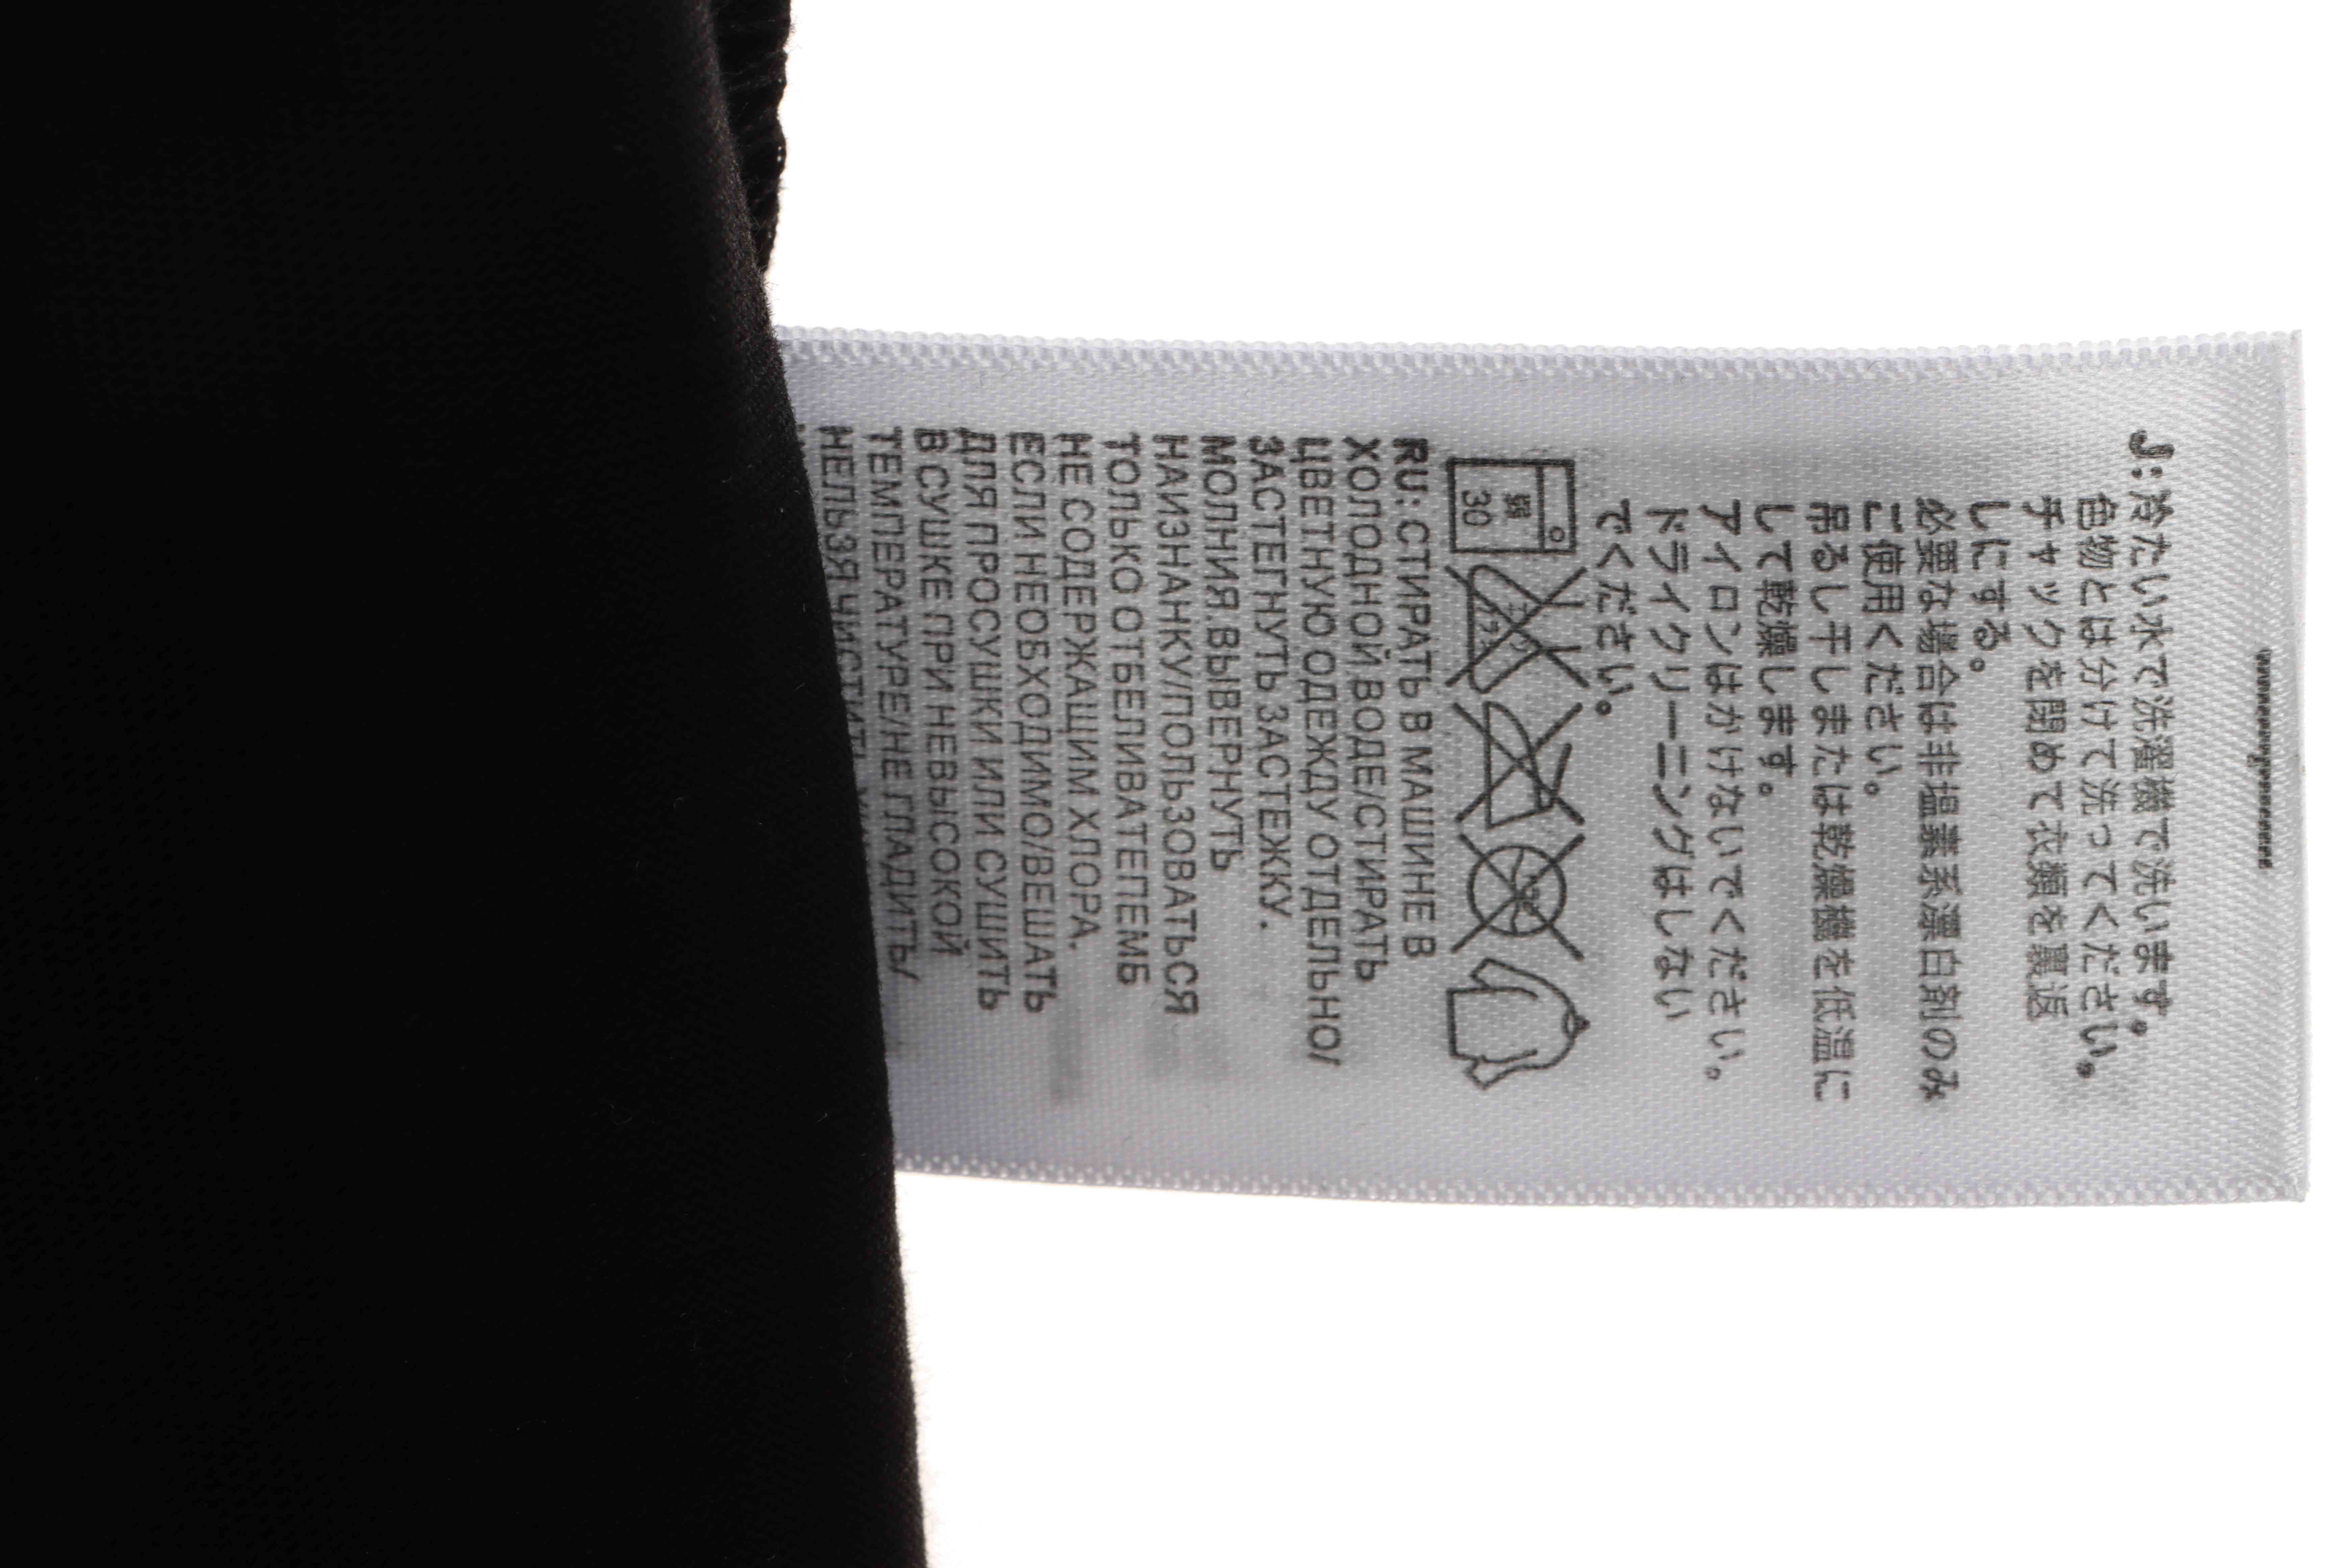 J: 冷たい水で洗濯機で洗います。
色物とは分けて洗ってください。
チャックを閉めて衣類を裏返
しにする。
必要な場合は非塩素系漂白剤のみ
ご使用ください。
吊るし干しまたは乾燥機を低温に
して乾燥します。
アイロンはかけないでください。
ドライクリーニングはしない
でください。
弱
30
RU: СТИРАТЬ В МАШИНЕ В
ХОЛОДНОЙ ВОДЕ/СТИРАТЬ
ЦВЕТНУЮ ОДЕЖДУ ОТДЕЛЬНО/
ЗАСТЕГНУТЬ ЗАСТЕЖКУ.
МОЛНИЯ.ВЫВЕРНУТЬ
НАИЗНАНКУ/ПОЛЬЗОВАТЬСЯ
ТОЛЬКО ОТБЕЛИВАТЕПЕМБ
НЕ СОДЕРЖАЩИМ ХЛОРА.
ЕСЛИ НЕОБХОДИМО/ВЕШАТЬ
ДЛЯ ПРОСУШКИ ИЛИ СУШИТЬ
В СУШКЕ ПРИ НЕВЫСОКОЙ
ТЕМПЕРАТУРЕ/НЕ ГЛАДИТЬ/
НЕЛЬЗЯ ЧИСТИТЬ